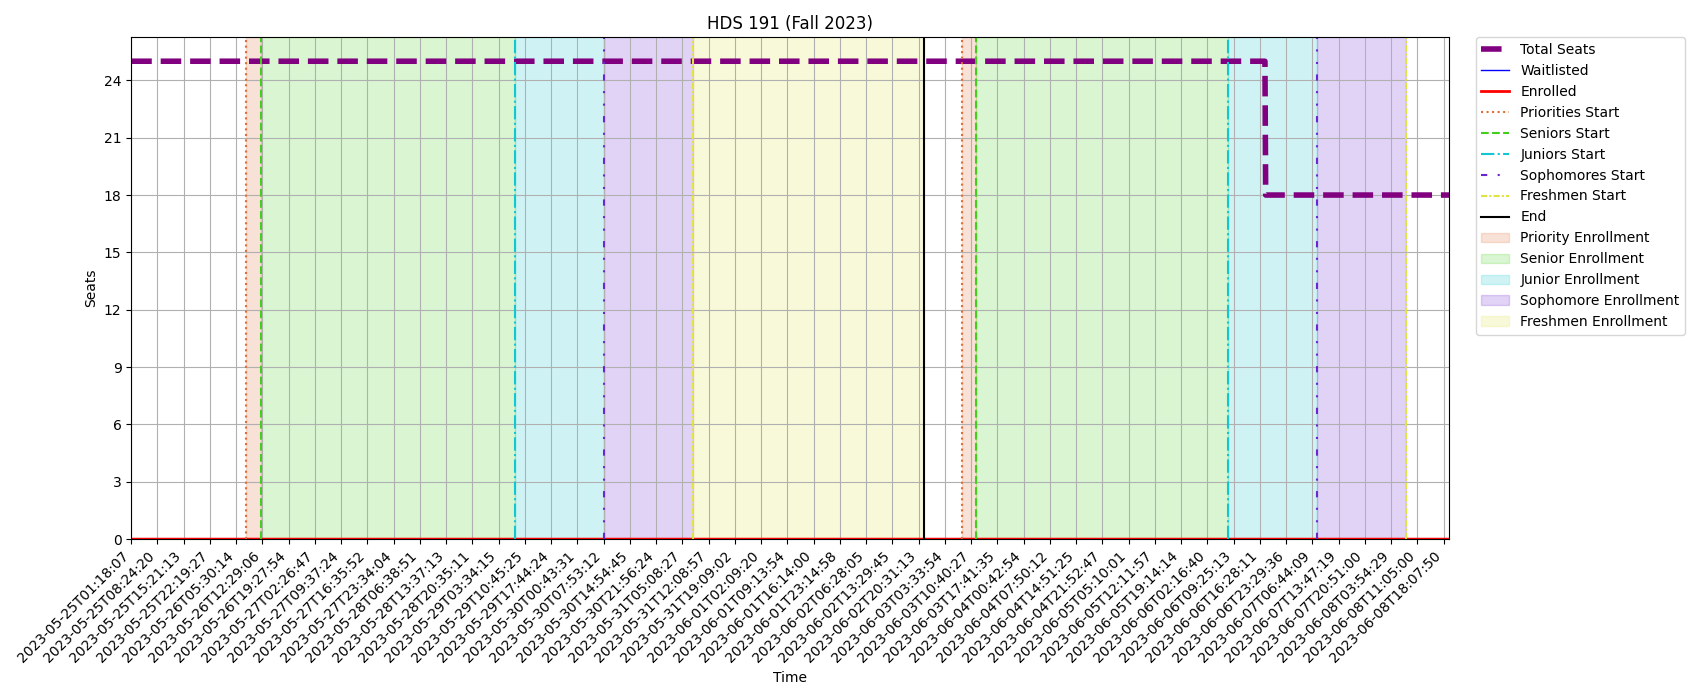 HDS 191 (Fall 2023)
Total Seats
Waitlisted
Enrolled
Priorities Start
Seniors Start
Juniors Start
Sophomores Start
Freshmen Start
End
Priority Enrollment
Senior Enrollment
Junior Enrollment
Sophomore Enrollment
Freshmen Enrollment
Seats
24
21
18
15
12
9
6
3
0
2023-05-25T01:18:07
2023-05-25T08:24:20
2023-05-25T15:21:13
2023-05-25T22:19:27
2023-05-26T05:30:14
2023-05-26T12:29:06
2023-05-26T19:27:54
2023-05-27T02:26:47
2023-05-27T09:37:24
2023-05-27T16:35:52
2023-05-27T23:34:04
2023-05-28T06:38:51
2023-05-28T13:37:13
2023-05-28T20:35:11
2023-05-29T03:34:15
2023-05-29T10:45:25
2023-05-29T17:44:24
2023-05-30T00:43:31
2023-05-30T07:53:12
2023-05-30T14:54:45
2023-05-30T21:56:24
2023-05-31T05:08:27
2023-05-31T12:08:57
2023-05-31T19:09:02
2023-06-01T02:09:20
2023-06-01T09:13:54
2023-06-01T16:14:00
2023-06-01T23:14:58
2023-06-02T06:28:05
2023-06-02T13:29:45
2023-06-02T20:31:13
2023-06-03T03:33:54
2023-06-03T10:40:27
2023-06-03T17:41:35
2023-06-04T00:42:54
2023-06-04T07:50:12
2023-06-04T14:51:25
2023-06-04T21:52:47
2023-06-05T05:10:01
2023-06-05T12:11:57
2023-06-05T19:14:14
2023-06-06T02:16:40
2023-06-06T09:25:13
2023-06-06T16:28:11
2023-06-06T23:29:36
2023-06-07T06:44:09
2023-06-07T13:47:19
2023-06-07T20:51:00
2023-06-08T03:54:29
2023-06-08T11:05:00
2023-06-08T18:07:50
Time